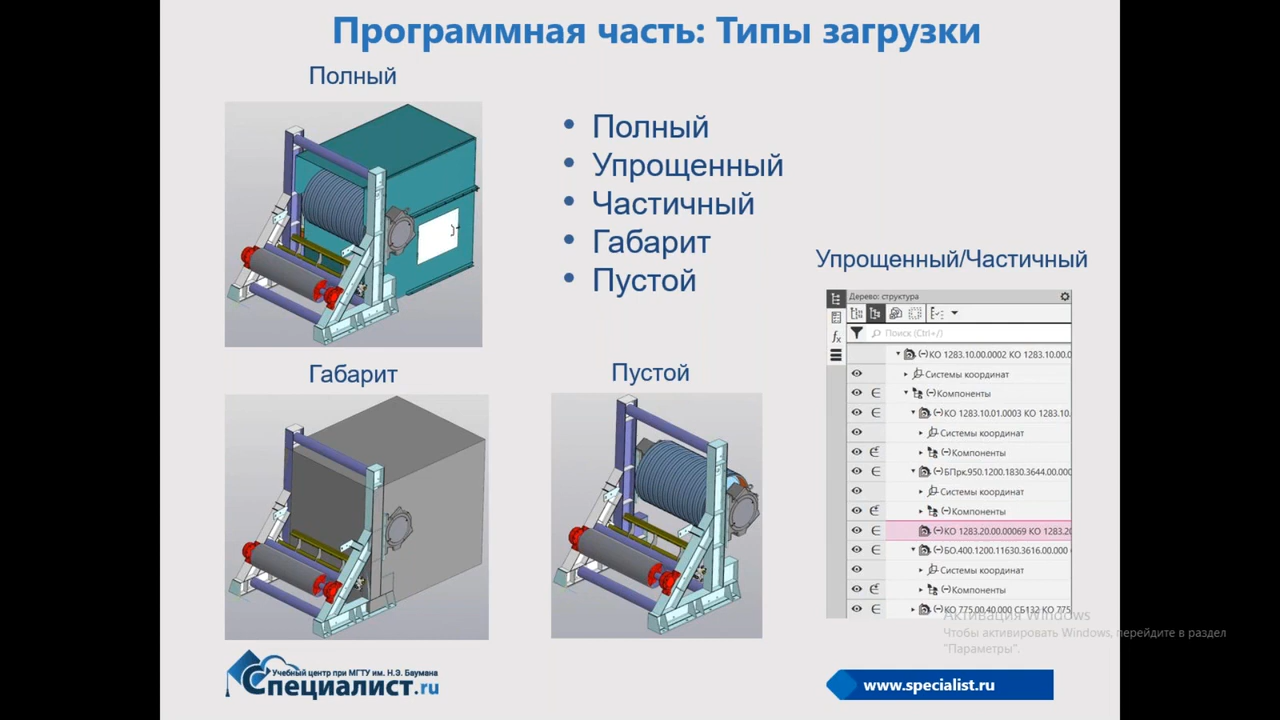 Программная часть: Типы загрузки
Полный
• Полный
• Упрощенный
• Частичный
• Габарит
• Пустой
Габарит
Пустой
Упрощенный/Частичный
Дерево: структура
Поиск (Ctrl+/)
(-)КО 1283.10.00.0002 КО 1283.10.00.0
Системы координат
(-)Компоненты
(-)КО 1283.10.01.0003 КО 1283.10.
Системы координат
(-)Компоненты
(-)БПрк.950.1200.1830.3644.00.000
Системы координат
(-)Компоненты
(-)КО 1283.20.00.00069 КО 1283.20
(-)БО.400.1200.11630.3616.00.000
Системы координат
(-)Компоненты
(-)КО 775.00.40.000 СБ132 КО 775
Активация Windows
Чтобы активировать Windows, перейдите в раздел
"Параметры".
Учебный центр при МГТУ им. Н.Э. Баумана
Специалист.ru
www.specialist.ru